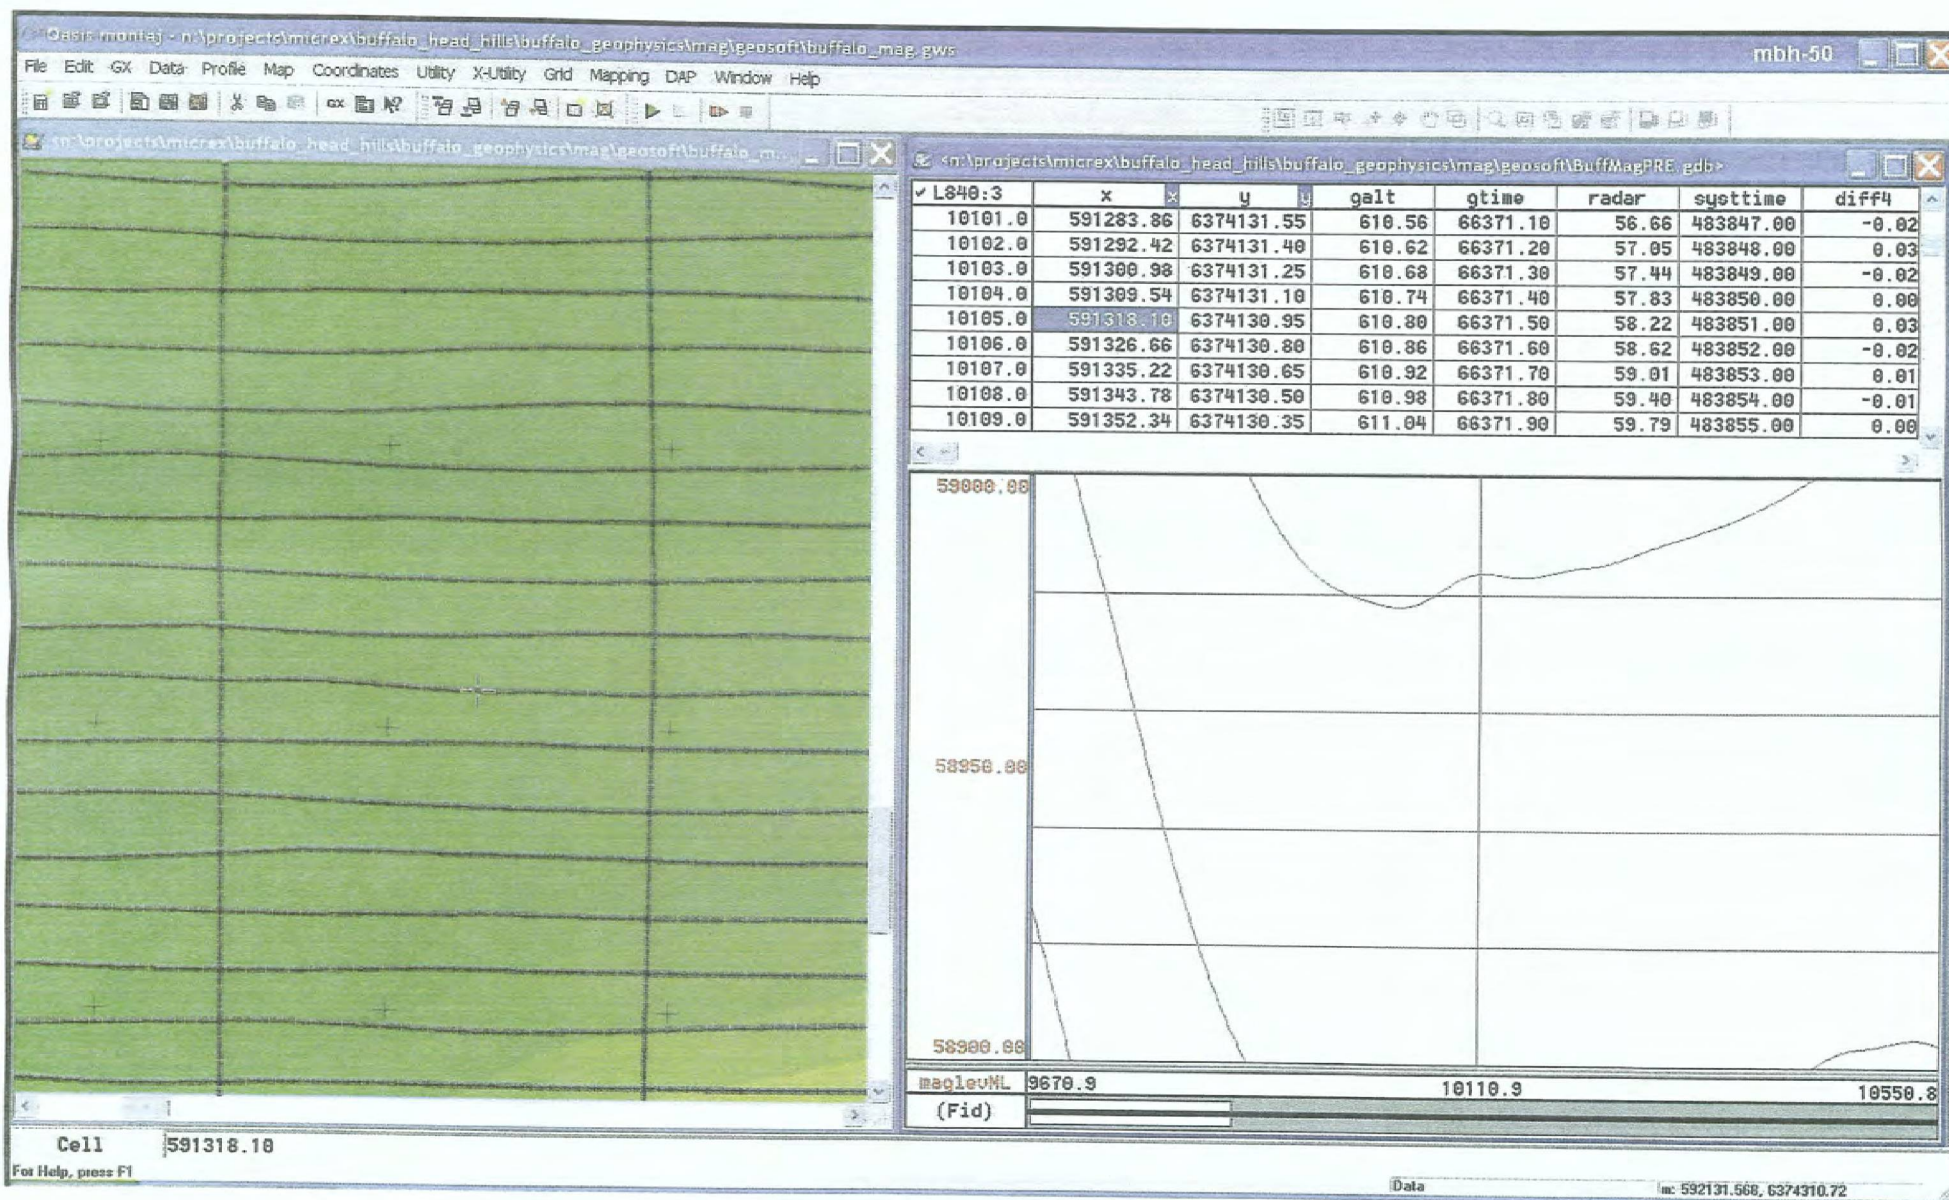 Oasis montaj - n:\projects\micrex\buffalo_head_hills\buffalo_geophysics\mag\geosoft\buffalo_mag.gws
mbh-50
File Edit GX Data Profile Map Coordinates Utility X-Utility Grid Mapping DAP Window Help
GX
<n:\projects\micrex\buffalo_head_hills\buffalo_geophysics\mag\geosoft\buffalo_m...
<n:\projects\micrex\buffalo_head_hills\buffalo_geophysics\mag\geosoft\BuffMagPRE.gdb>
✓ L840:3 x x y y galt gtime radar systtime diff4
10101.0 591283.86 6374131.55 610.56 66371.10 56.66 483847.00 -0.02
10102.0 591292.42 6374131.40 610.62 66371.20 57.05 483848.00 0.03
10103.0 591300.98 6374131.25 610.68 66371.30 57.44 483849.00 -0.02
10104.0 591309.54 6374131.10 610.74 66371.40 57.83 483850.00 0.00
10105.0 591318.10 6374130.95 610.80 66371.50 58.22 483851.00 0.03
10106.0 591326.66 6374130.80 610.86 66371.60 58.62 483852.00 -0.02
10107.0 591335.22 6374130.65 610.92 66371.70 59.01 483853.00 0.01
10108.0 591343.78 6374130.50 610.98 66371.80 59.40 483854.00 -0.01
10109.0 591352.34 6374130.35 611.04 66371.90 59.79 483855.00 0.00
59000.00
58950.00
58900.00
maglevML 9670.9 10110.9 10550.8
(Fid)
Cell 591318.10
For Help, press F1
Data
m: 592131.568, 6374310.72